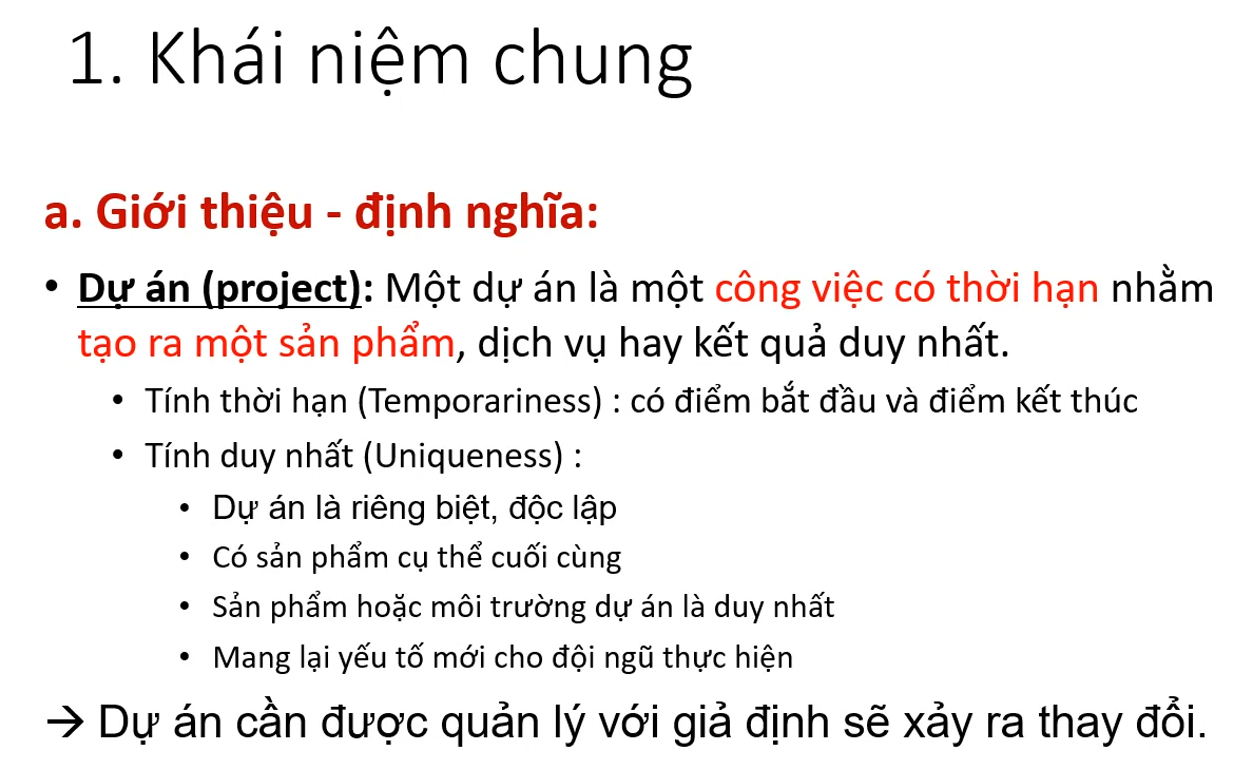 1. Khái niệm chung
a. Giới thiệu - định nghĩa:
• Dự án (project): Một dự án là một công việc có thời hạn nhằm
tạo ra một sản phẩm, dịch vụ hay kết quả duy nhất.
• Tính thời hạn (Temporariness) : có điểm bắt đầu và điểm kết thúc
• Tính duy nhất (Uniqueness) :
• Dự án là riêng biệt, độc lập
• Có sản phẩm cụ thể cuối cùng
• Sản phẩm hoặc môi trường dự án là duy nhất
• Mang lại yếu tố mới cho đội ngũ thực hiện
→ Dự án cần được quản lý với giả định sẽ xảy ra thay đổi.